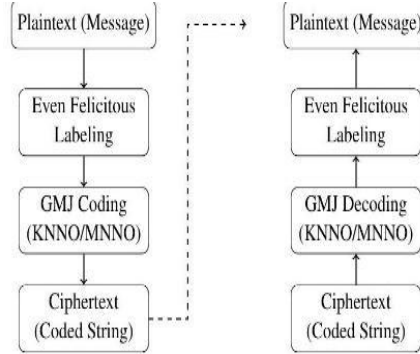 Plaintext (Message)
Even Felicitous
Labeling
GMJ Coding
(KNNO/MNNO)
Ciphertext
(Coded String)
Plaintext (Message)
Even Felicitous
Labeling
GMJ Decoding
(KNNO/MNNO)
Ciphertext
(Coded String)